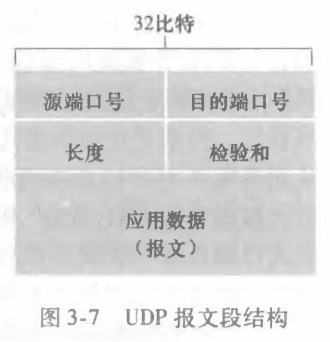 32比特
源端口号 目的端口号
长度 检验和
应用数据
（报文）
图 3-7 UDP 报文段结构